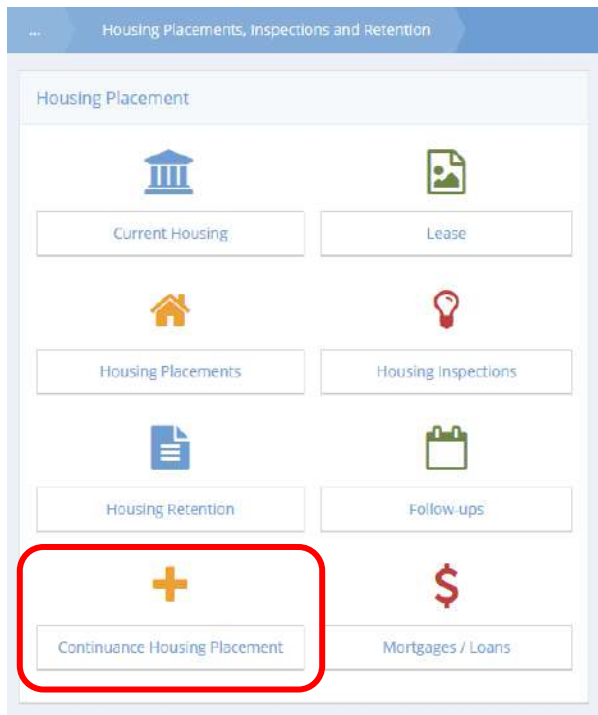 ... Housing Placements, Inspections and Retention
Housing Placement
Current Housing
Lease
Housing Placements
Housing Inspections
Housing Retention
Follow-ups
Continuance Housing Placement
Mortgages / Loans